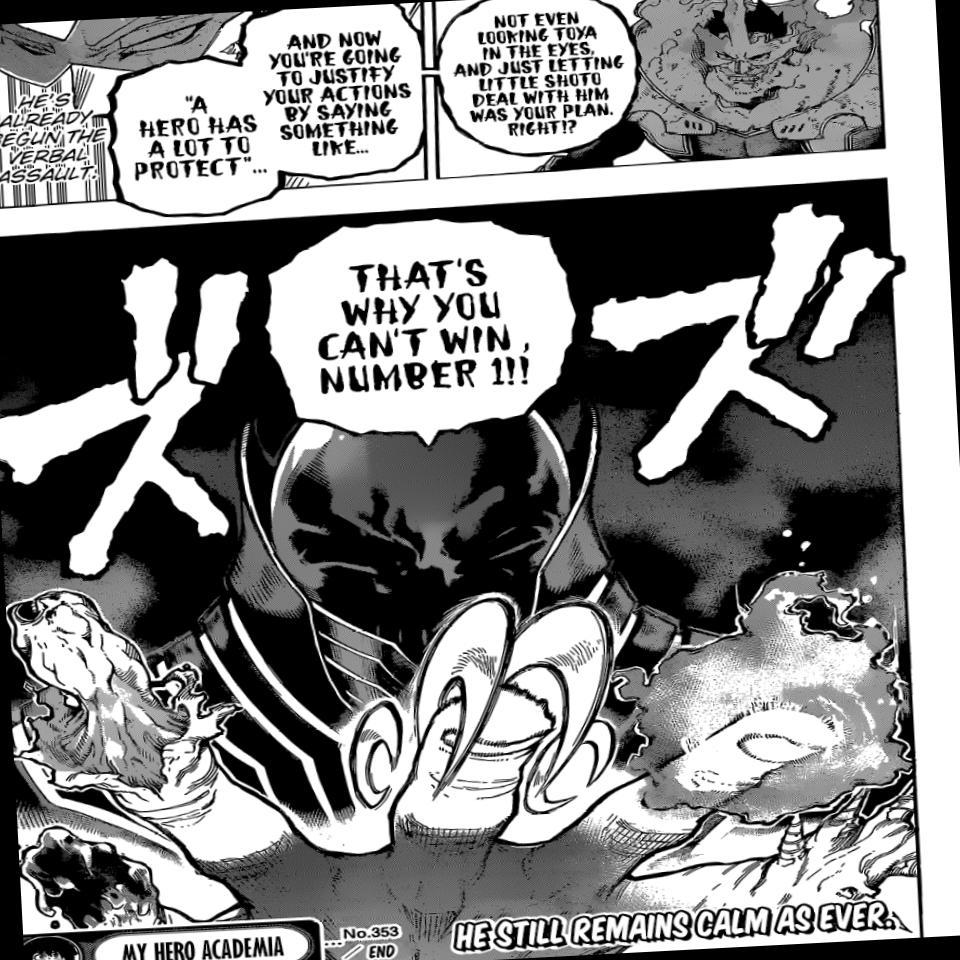 NOT EVEN
LOOKING TOYA
IN THE EYES,
AND JUST LETTING
LITTLE SHOTO
DEAL WITH HIM
WAS YOUR PLAN.
RIGHT!?
AND NOW
YOU'RE GOING
TO JUSTIFY
YOUR ACTIONS
BY SAYING
SOMETHING
LIKE...
"A
HERO HAS
A LOT TO
PROTECT"...
HE'S
ALREADY
BEGUN THE
VERBAL
ASSAULT.
THAT'S
WHY YOU
CAN'T WIN,
NUMBER 1!!
ズズ
MY HERO ACADEMIA
...No.353
END
HE STILL REMAINS CALM AS EVER.